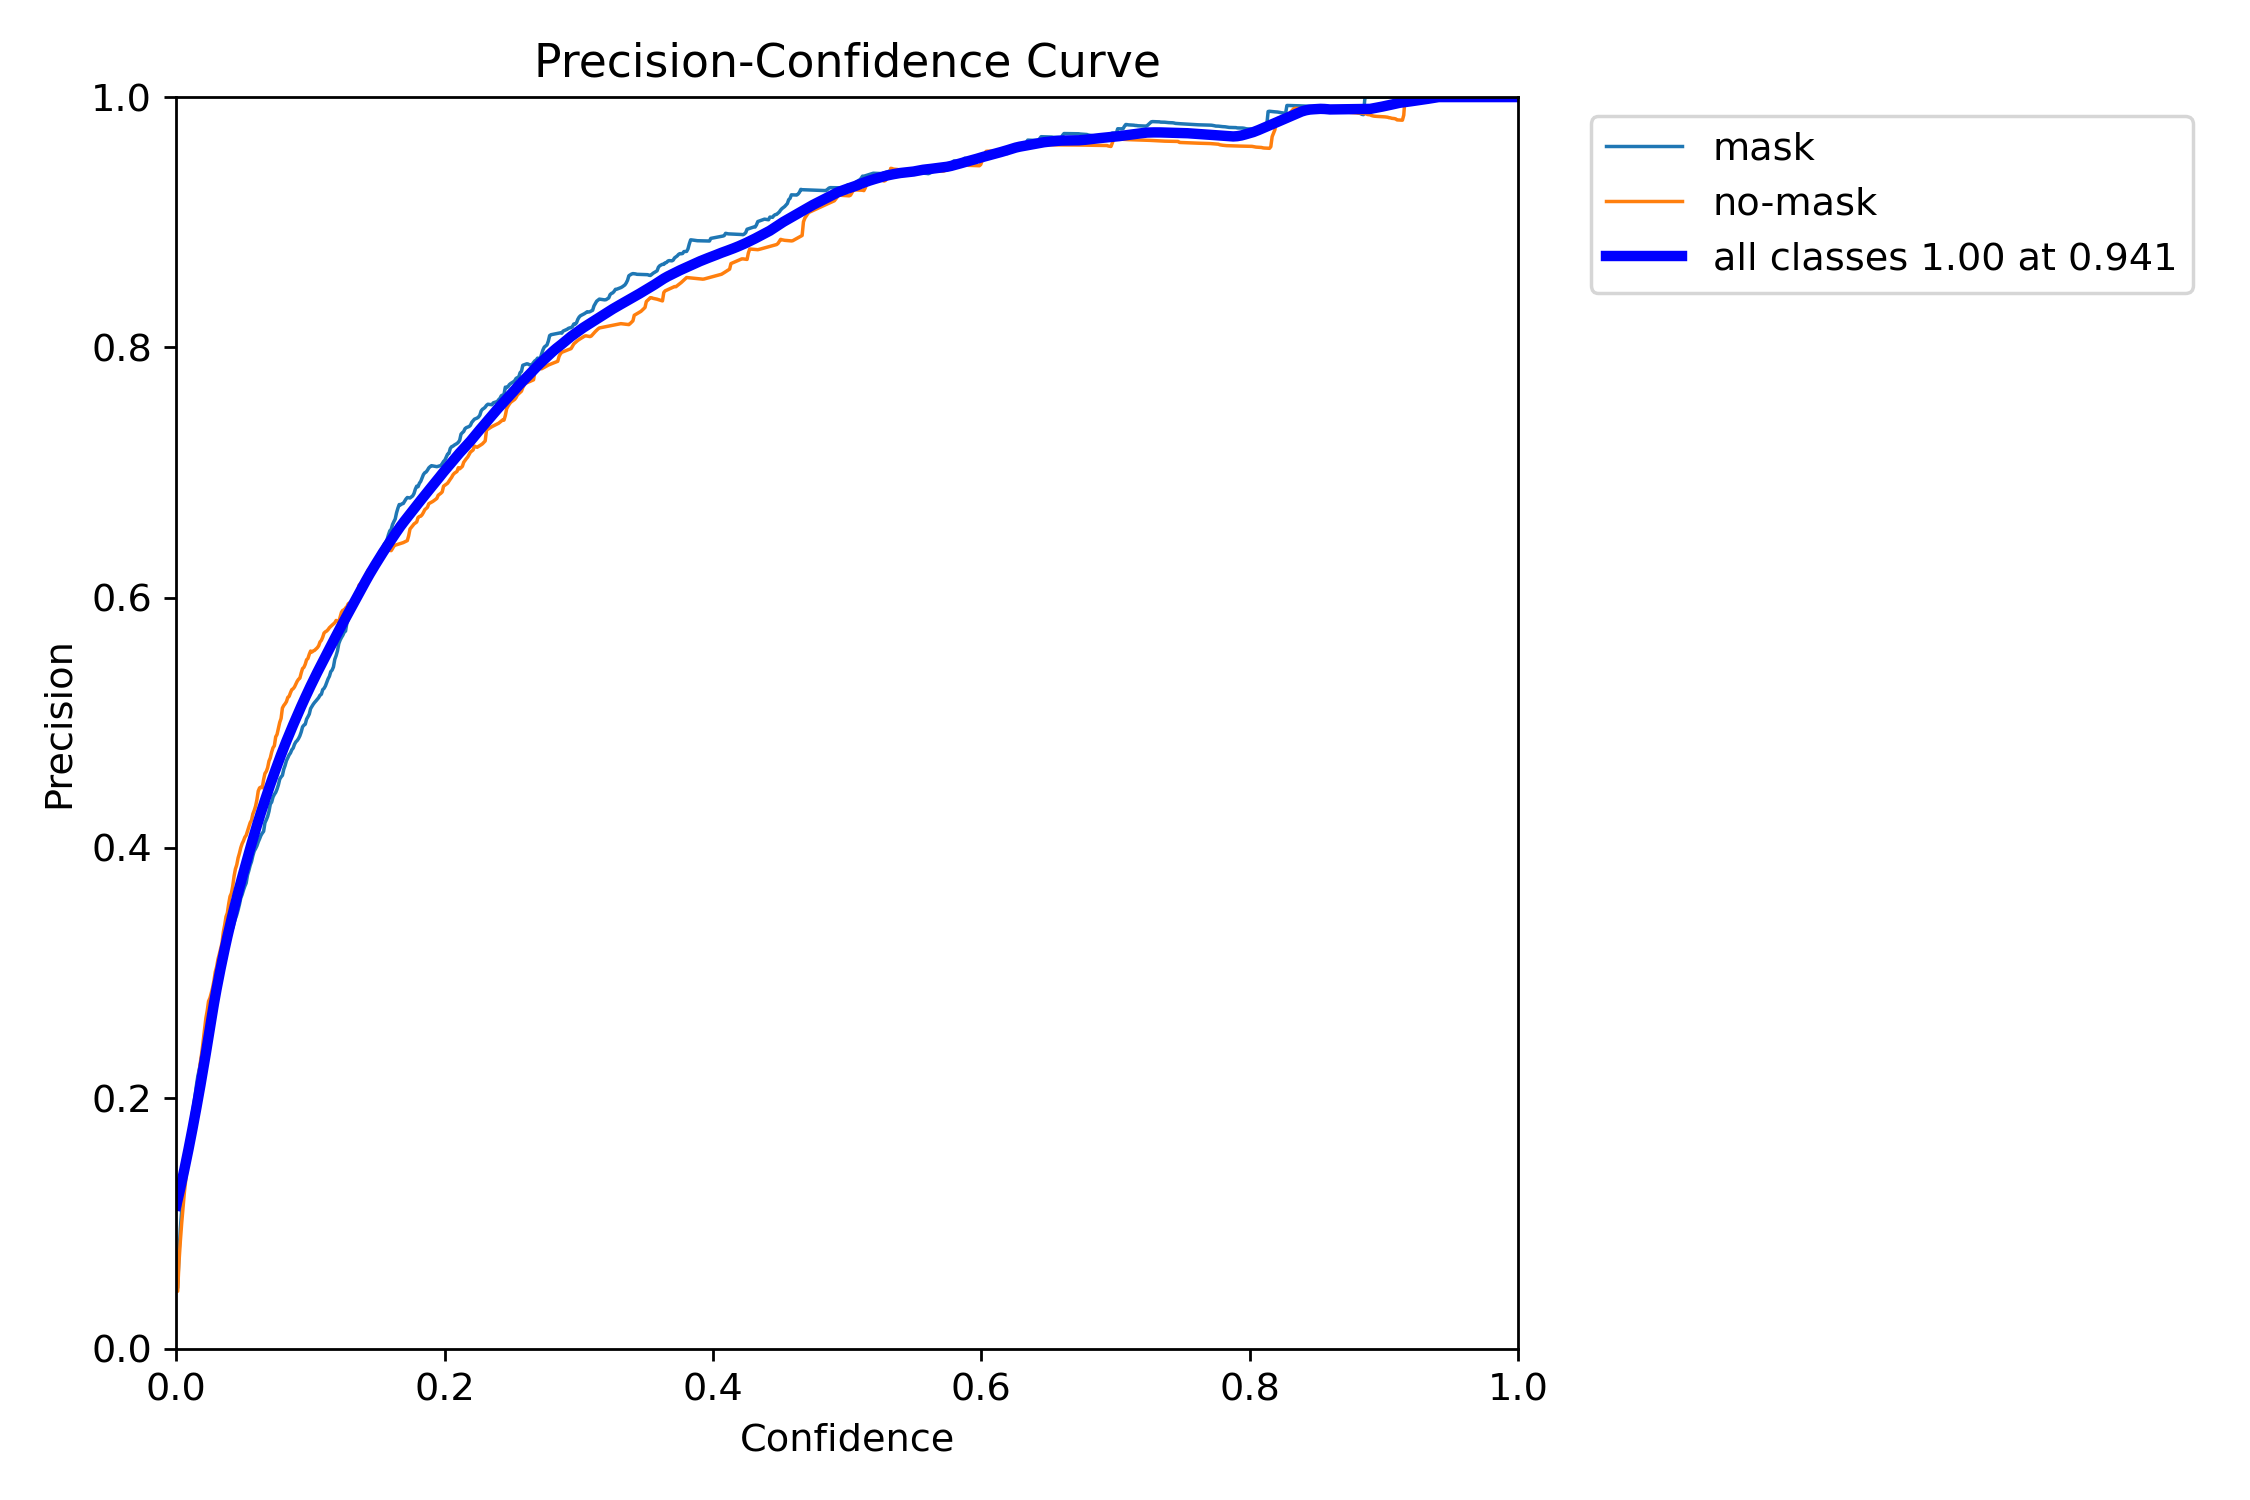 Precision-Confidence Curve
1.0
0.8
0.6
0.4
0.2
0.0
Precision
0.0 0.2 0.4 0.6 0.8 1.0
Confidence
mask
no-mask
all classes 1.00 at 0.941